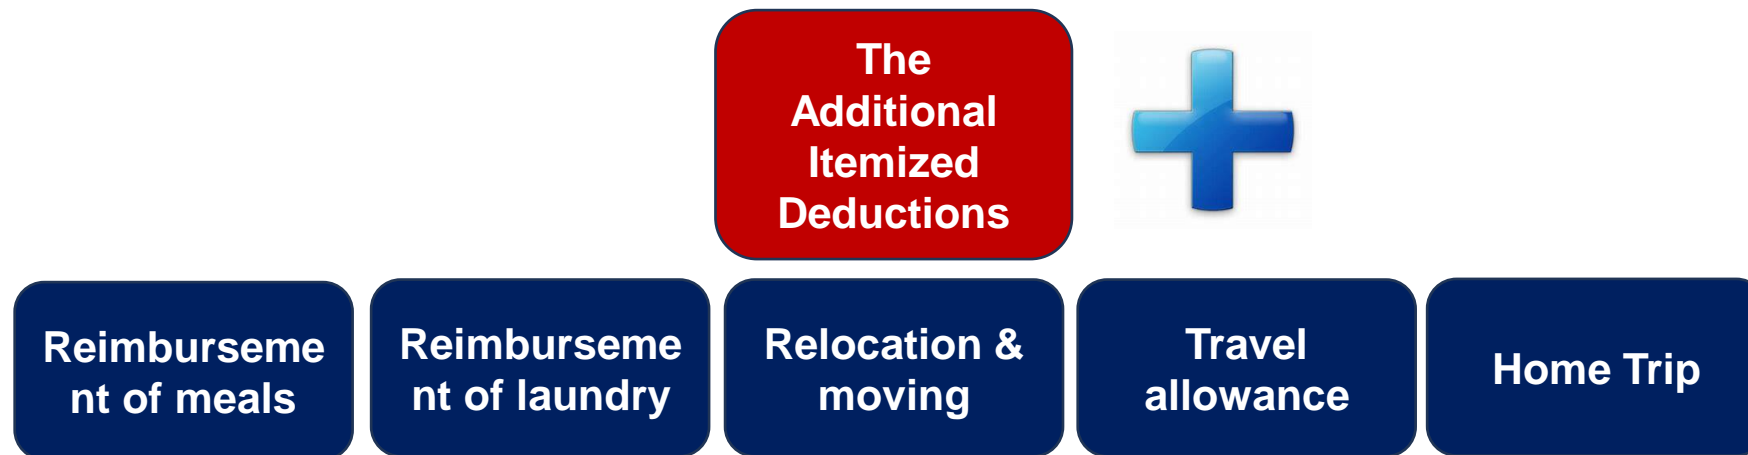 The
Additional
Itemized
Deductions
Reimburseme
nt of meals
Reimburseme
nt of laundry
Relocation &
moving
Travel
allowance
Home Trip